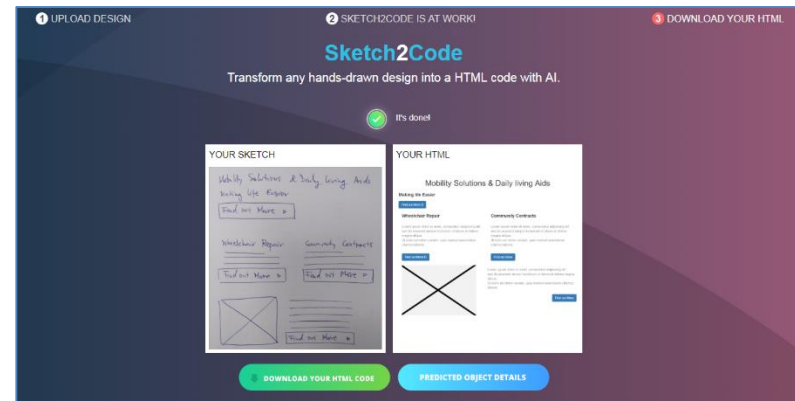 1 UPLOAD DESIGN
2 SKETCH2CODE IS AT WORK!
3 DOWNLOAD YOUR HTML
Sketch2Code
Transform any hands-drawn design into a HTML code with AI.
It's done!
YOUR SKETCH
Mobility Solutions & Daily living Aids
Making Life Easier
Find out More »
Wheelchair Repair
Community Contracts
Find out More »
Find out More »
Find out More »
YOUR HTML
Mobility Solutions & Daily living Aids
Making life Easier
Wheelchair Repair
Community Contracts
DOWNLOAD YOUR HTML CODE
PREDICTED OBJECT DETAILS